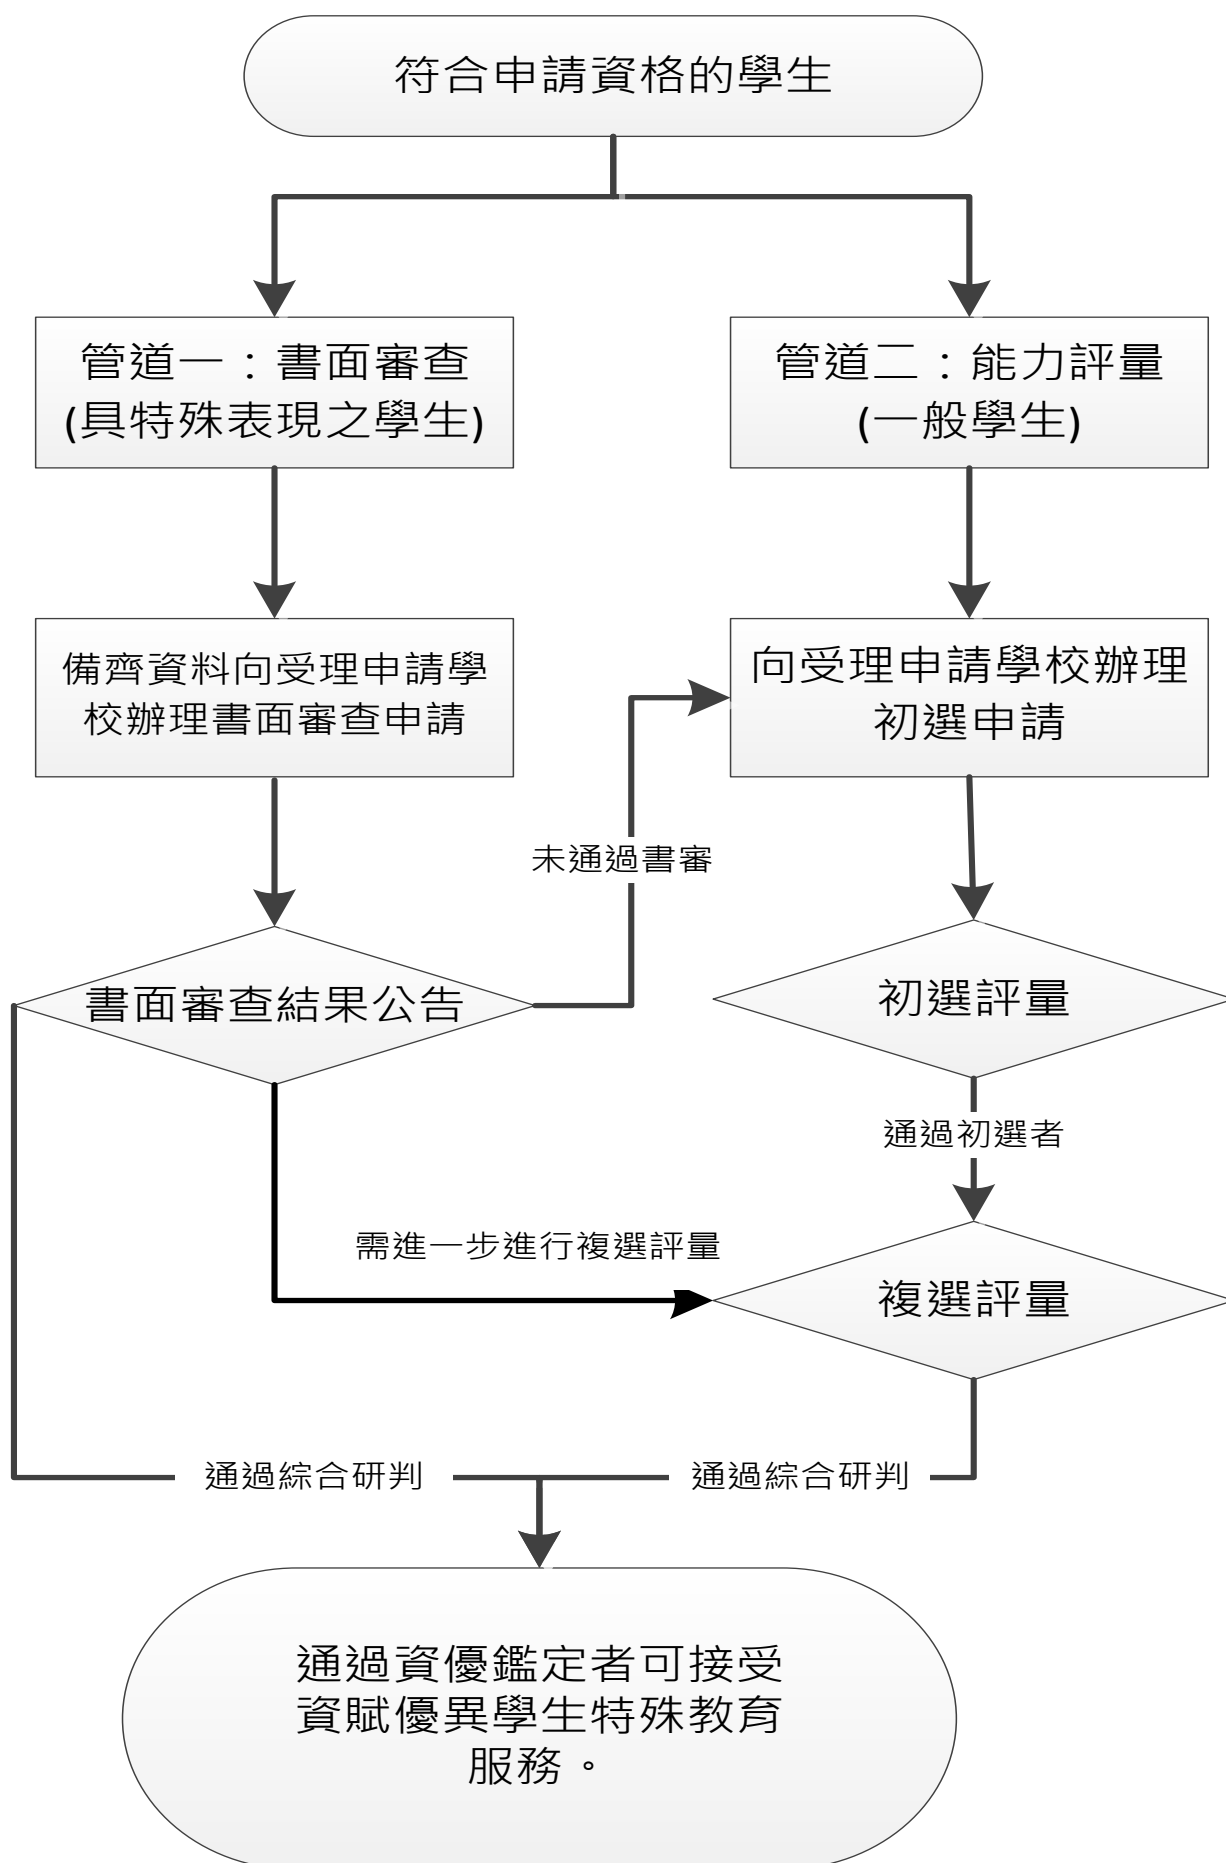 符合申請資格的學生
管道一：書面審查
(具特殊表現之學生)
管道二：能力評量
(一般學生)
備齊資料向受理申請學
校辦理書面審查申請
向受理申請學校辦理
初選申請
未通過書審
書面審查結果公告
初選評量
通過初選者
需進一步進行複選評量
複選評量
通過綜合研判
通過綜合研判
通過資優鑑定者可接受
資賦優異學生特殊教育
服務。